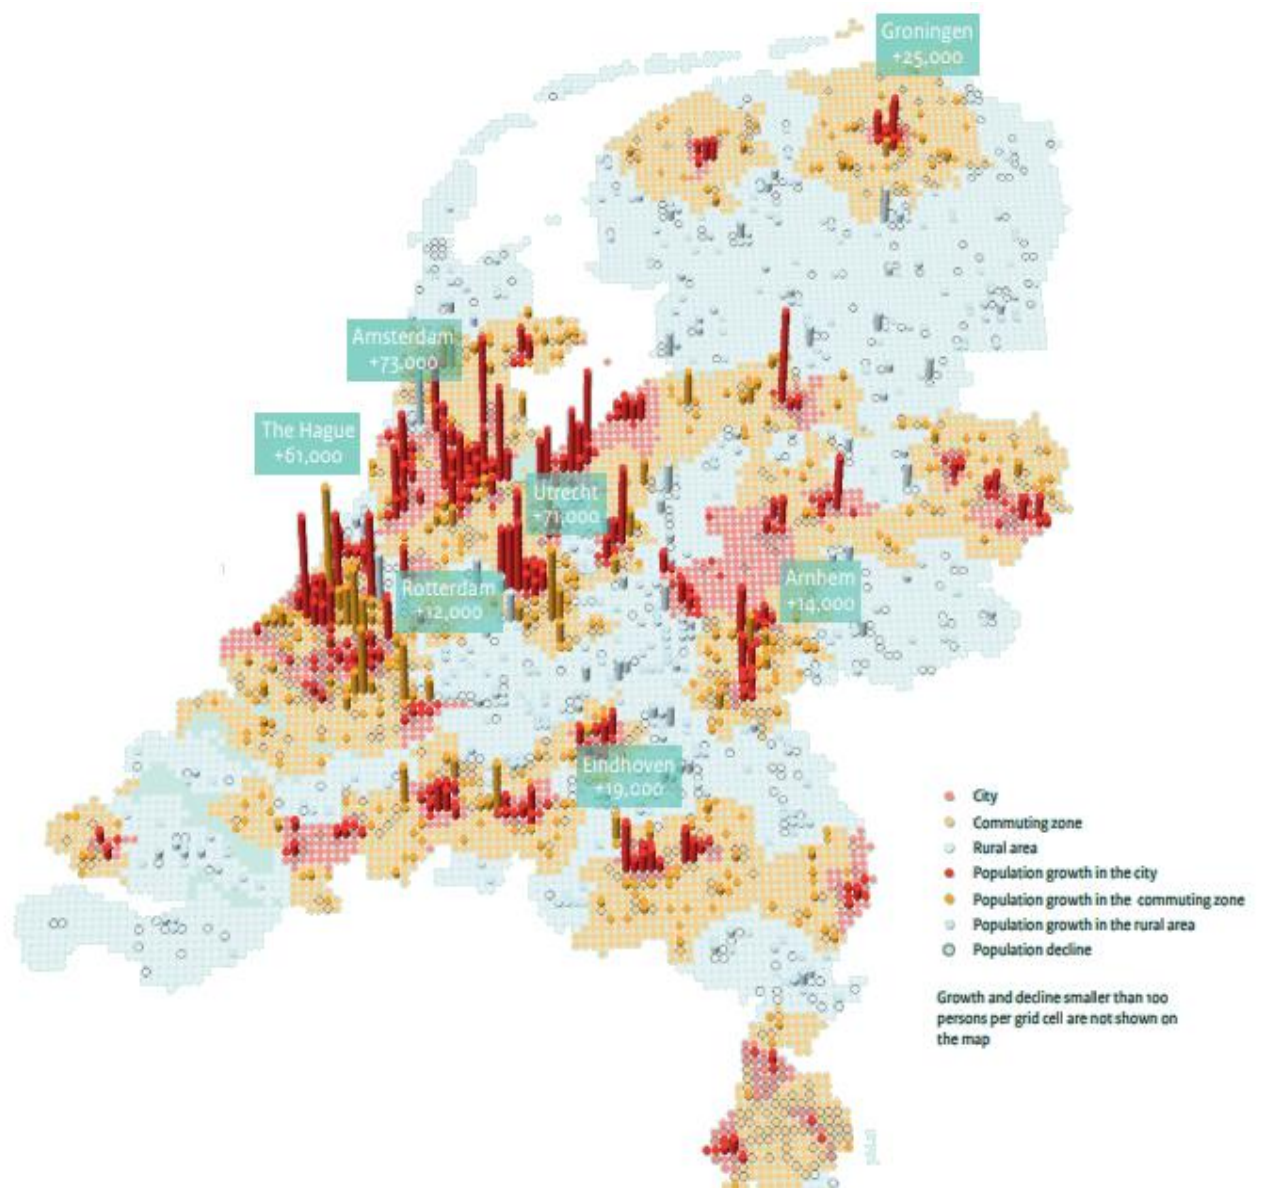 Groningen
+25,000
Amsterdam
+73,000
The Hague
+61,000
Utrecht
+71,000
Rotterdam
+12,000
Arnhem
+14,000
Eindhoven
+19,000
City
Commuting zone
Rural area
Population growth in the city
Population growth in the commuting zone
Population growth in the rural area
Population decline
Growth and decline smaller than 100
persons per grid cell are not shown on
the map